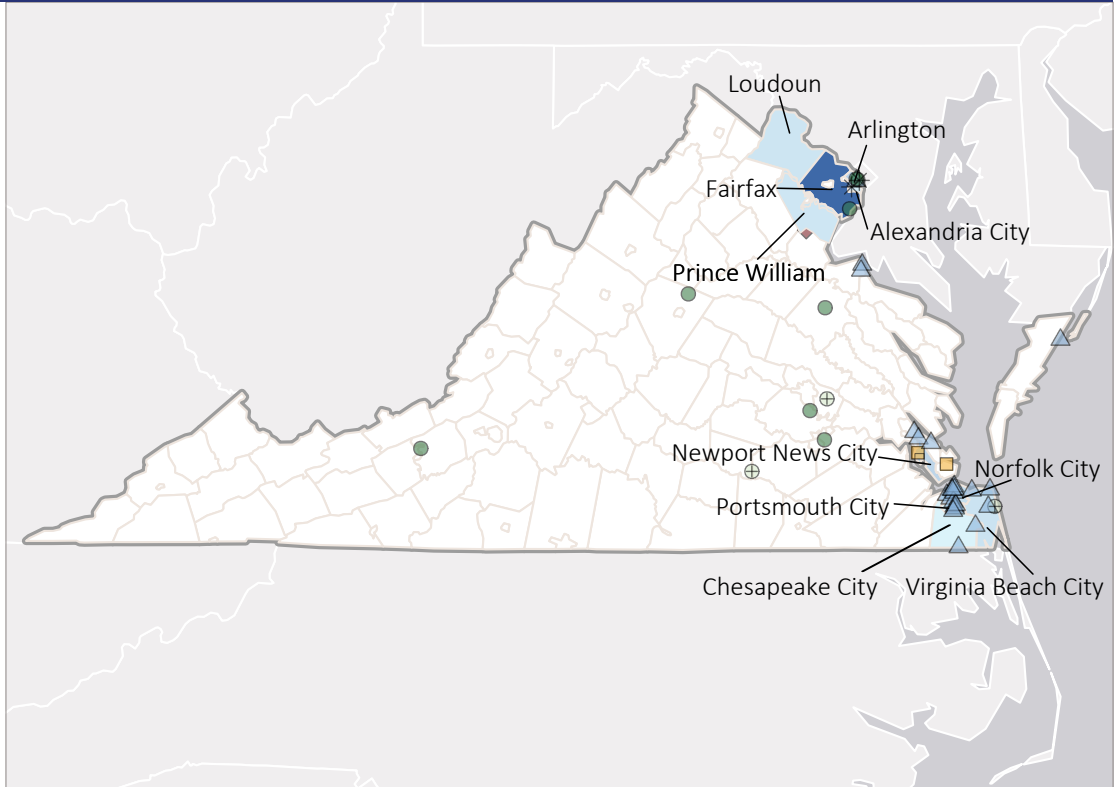 Loudoun
Arlington
Fairfax
Alexandria City
Prince William
Newport News City
Norfolk City
Portsmouth City
Chesapeake City
Virginia Beach City